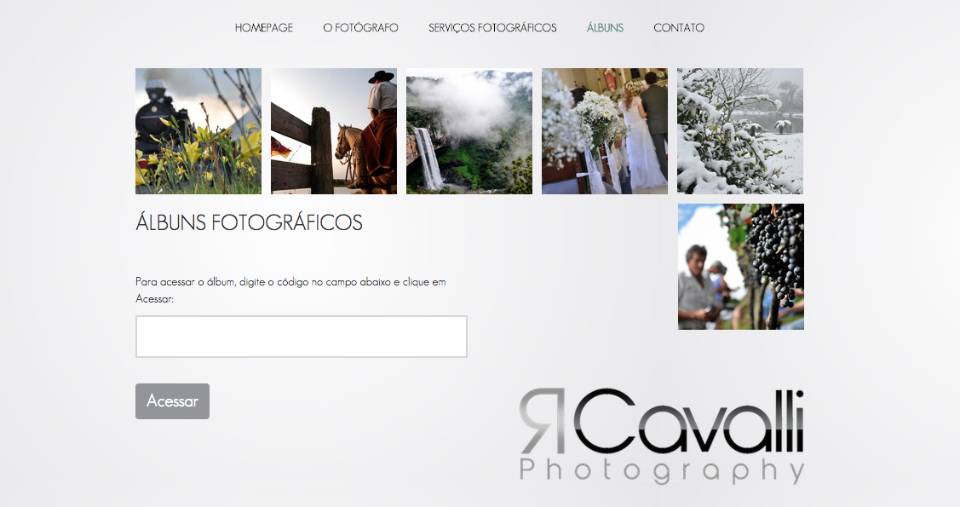 HOMEPAGE O FOTÓGRAFO SERVIÇOS FOTOGRÁFICOS ÁLBUNS CONTATO
ÁLBUNS FOTOGRÁFICOS
Para acessar o álbum, digite o código no campo abaixo e clique em
Acessar:
Acessar
RCavalli
Photography